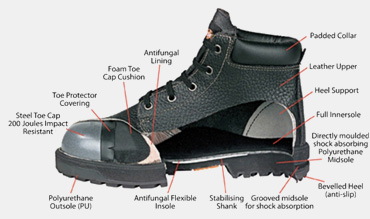 Antifungal
Lining
Foam Toe
Cap Cushion
Toe Protector
Covering
Steel Toe Cap
200 Joules Impact
Resistant
Padded Collar
Leather Upper
Heel Support
Full Innersole
Directly moulded
shock absorbing
Polyurethane
Midsole
Bevelled Heel
(anti-slip)
Polyurethane
Outsole (PU)
Antifungal Flexible
Insole
Stabilising
Shank
Grooved midsole
for shock absorption